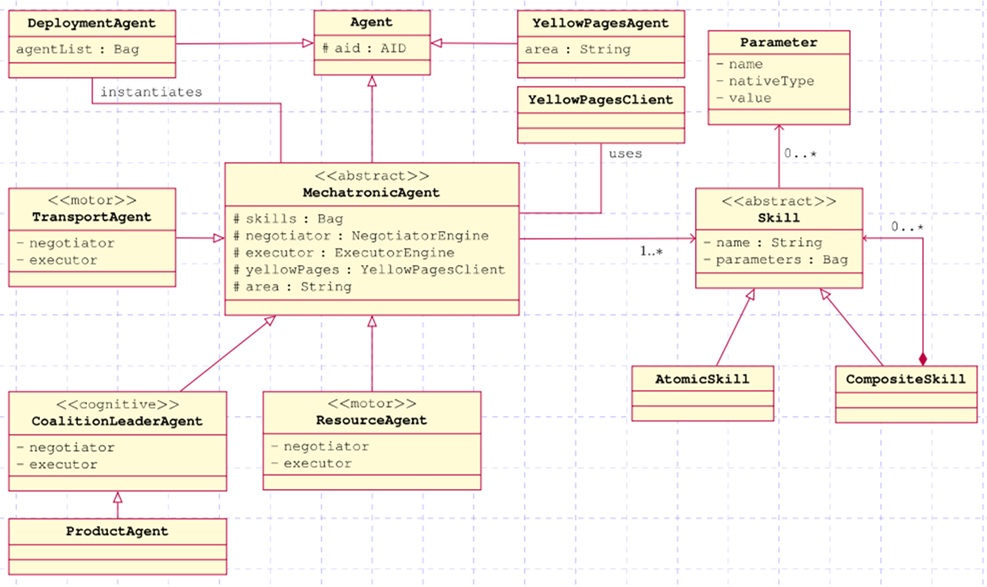 DeploymentAgent
agentList : Bag
Agent
# aid : AID
YellowPagesAgent
area : String
Parameter
- name
- nativeType
- value
instantiates
YellowPagesClient
uses
0..*
<<abstract>>
MechatronicAgent
# skills : Bag
# negotiator : NegotiatorEngine
# executor : ExecutorEngine
# yellowPages : YellowPagesClient
# area : String
<<motor>>
TransportAgent
- negotiator
- executor
1..*
<<abstract>>
Skill
- name : String
- parameters : Bag
0..*
AtomicSkill
CompositeSkill
<<cognitive>>
CoalitionLeaderAgent
- negotiator
- executor
<<motor>>
ResourceAgent
- negotiator
- executor
ProductAgent